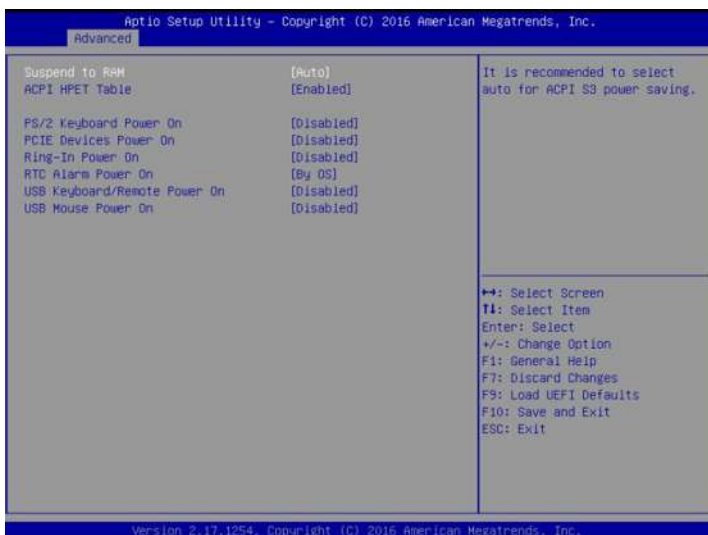 Aptio Setup Utility – Copyright (C) 2016 American Megatrends, Inc.
Advanced
Suspend to RAM [Auto]
ACPI HPET Table [Enabled]
PS/2 Keyboard Power On [Disabled]
PCIE Devices Power On [Disabled]
Ring-In Power On [Disabled]
RTC Alarm Power On [By OS]
USB Keyboard/Remote Power On [Disabled]
USB Mouse Power On [Disabled]
It is recommended to select
auto for ACPI S3 power saving.
↔: Select Screen
↑↓: Select Item
Enter: Select
+/-: Change Option
F1: General Help
F7: Discard Changes
F9: Load UEFI Defaults
F10: Save and Exit
ESC: Exit
Version 2.17.1254. Copyright (C) 2016 American Megatrends, Inc.